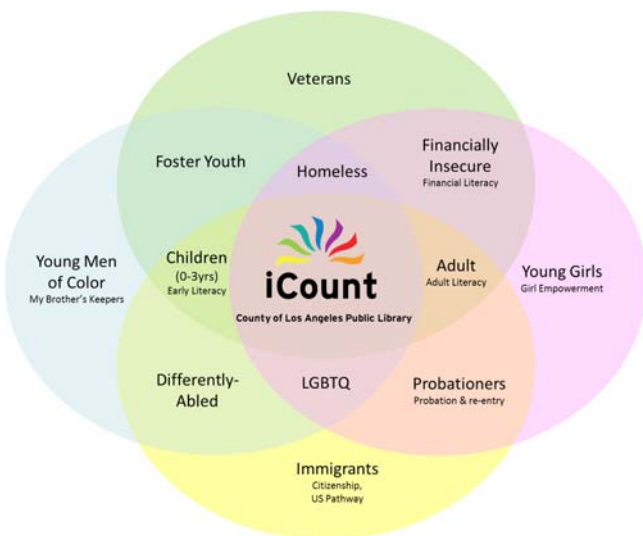 Veterans
Foster Youth
Homeless
Financially
Insecure
Financial Literacy
Young Men
of Color
My Brother's Keepers
Children
(0-3yrs)
Early Literacy
iCount
County of Los Angeles Public Library
Adult
Adult Literacy
Young Girls
Girl Empowerment
Differently-
Abled
LGBTQ
Probationers
Probation & re-entry
Immigrants
Citizenship,
US Pathway